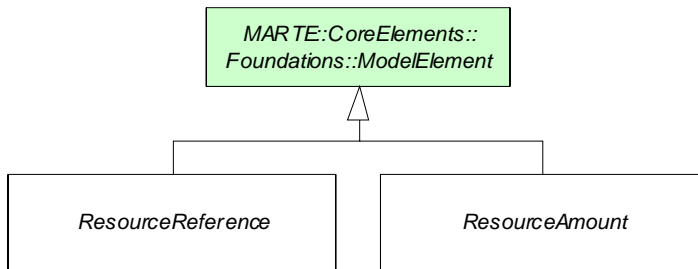 MARTE::CoreElements::
Foundations::ModelElement
ResourceReference
ResourceAmount